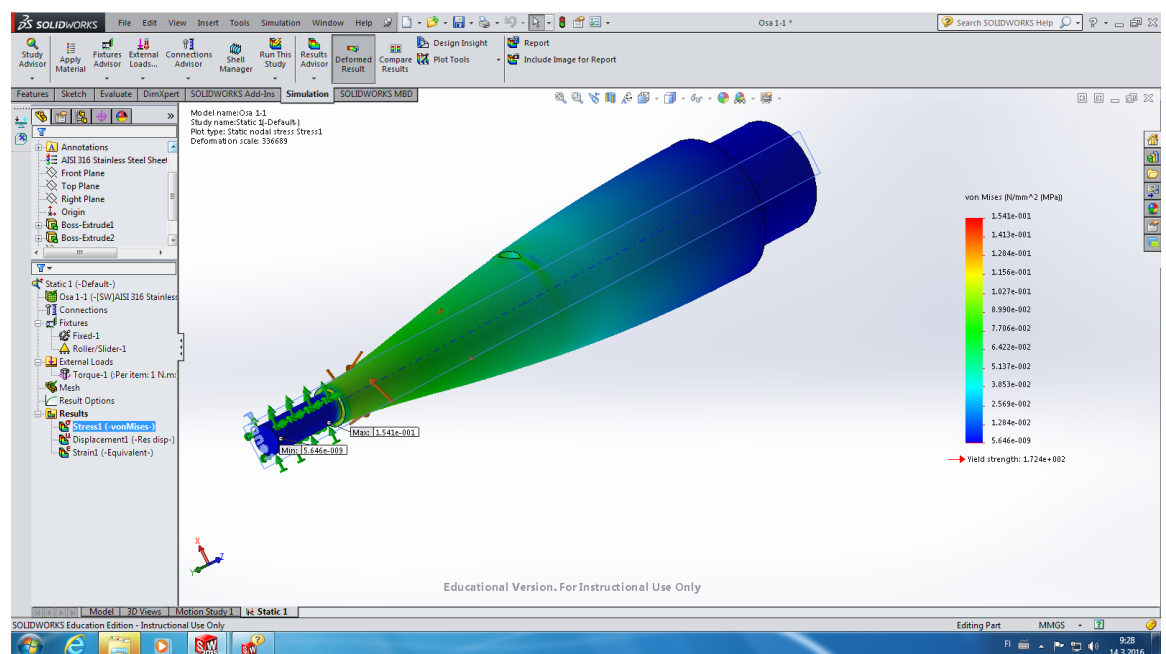 SOLIDWORKS File Edit View Insert Tools Simulation Window Help Osa 1-1 * Search SOLIDWORKS Help
Study Advisor
Apply Material
Fixtures Advisor
External Loads...
Connections Advisor
Shell Manager
Run This Study
Results Advisor
Deformed Result
Compare Results
Design Insight
Plot Tools
Report
Include Image for Report
Features Sketch Evaluate DimXpert SOLIDWORKS Add-Ins Simulation SOLIDWORKS MBD
Annotations
AISI 316 Stainless Steel Sheet
Front Plane
Top Plane
Right Plane
Origin
Boss-Extrude1
Boss-Extrude2
Static 1 (-Default-)
Osa 1-1 (-[SW]AISI 316 Stainless
Connections
Fixtures
Fixed-1
Roller/Slider-1
External Loads
Torque-1 (:Per item: 1 N.m:
Mesh
Result Options
Results
Stress1 (-vonMises-)
Displacement1 (-Res disp-)
Strain1 (-Equivalent-)
Model name:Osa 1-1
Study name:Static 1(-Default-)
Plot type: Static nodal stress Stress1
Deformation scale: 336689
Max: 1.541e-001
Min: 5.646e-009
von Mises (N/mm^2 (MPa))
1.541e-001
1.413e-001
1.284e-001
1.156e-001
1.027e-001
8.990e-002
7.706e-002
6.422e-002
5.137e-002
3.853e-002
2.569e-002
1.284e-002
5.646e-009
Yield strength: 1.724e+002
X
Y
Z
Educational Version. For Instructional Use Only
Model 3D Views Motion Study 1 Static 1
SOLIDWORKS Education Edition - Instructional Use Only Editing Part MMGS
FI 9:28
14.3.2016